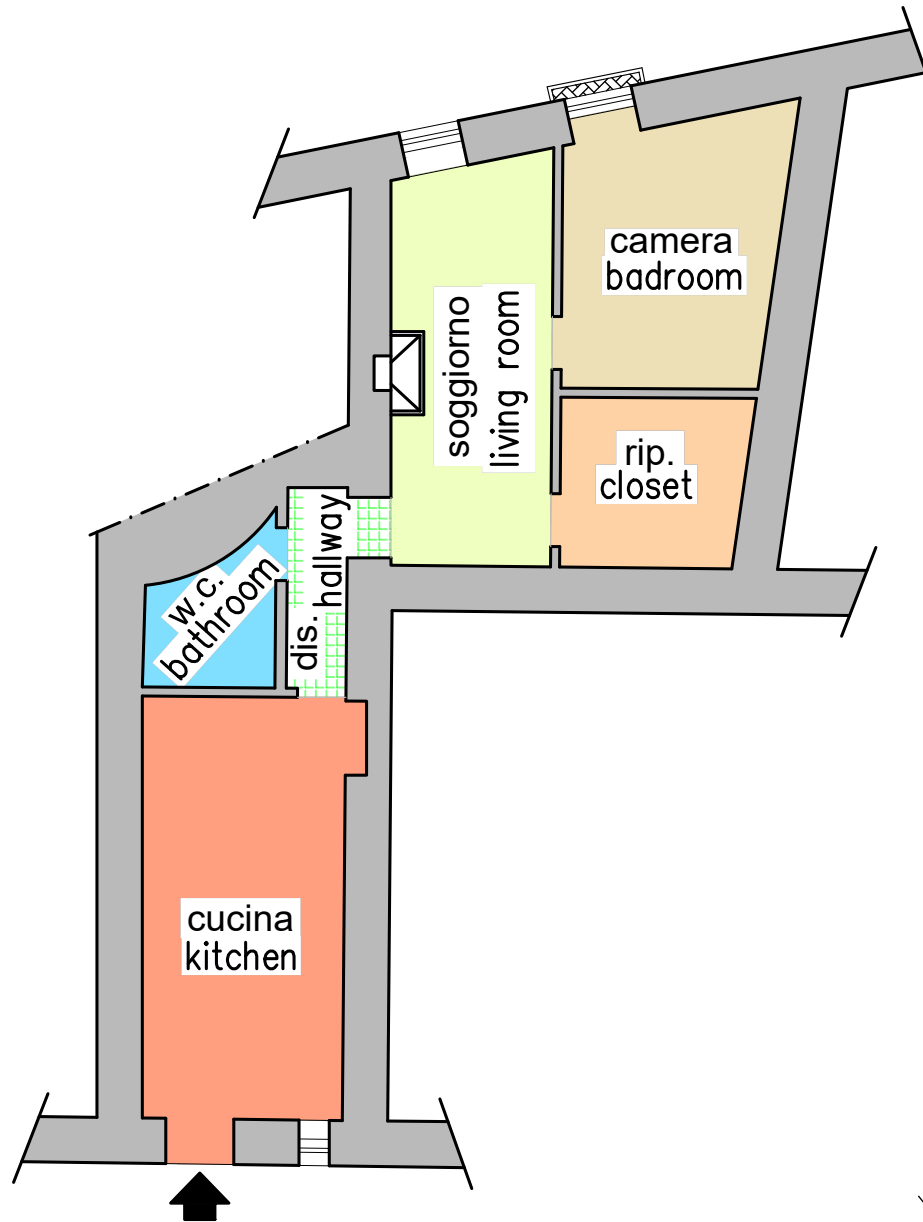 camera
badroom
soggiorno
living room
rip.
closet
dis.
hallway
w.c.
bathroom
cucina
kitchen